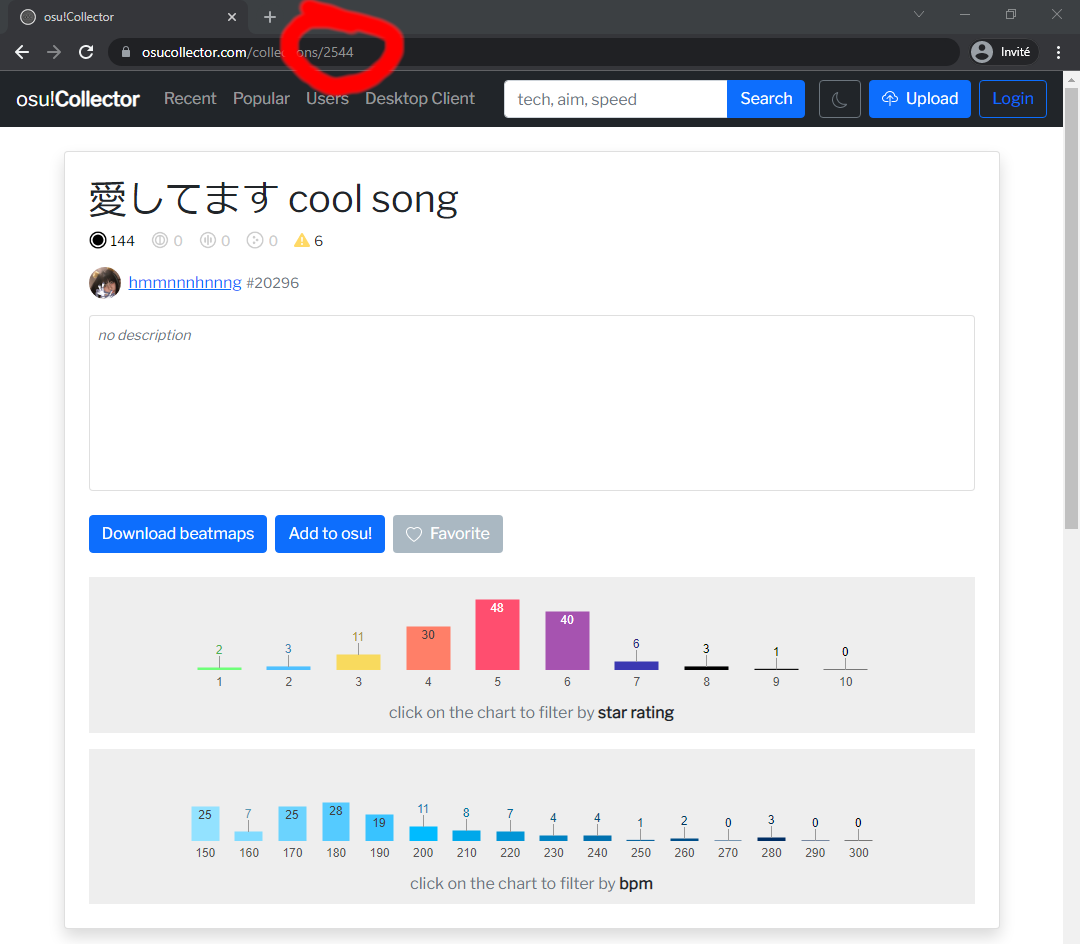 osu!Collector
osucollector.com/collections/2544
Invité
osu!Collector Recent Popular Users Desktop Client tech, aim, speed Search Upload Login
愛してます cool song
144 0 0 0 6
hmmnnnhnnng #20296
no description
Download beatmaps Add to osu! Favorite
2 3 11 30 48 40 6 3 1 0
1 2 3 4 5 6 7 8 9 10
click on the chart to filter by star rating
25 7 25 28 19 11 8 7 4 4 1 2 0 3 0 0
150 160 170 180 190 200 210 220 230 240 250 260 270 280 290 300
click on the chart to filter by bpm